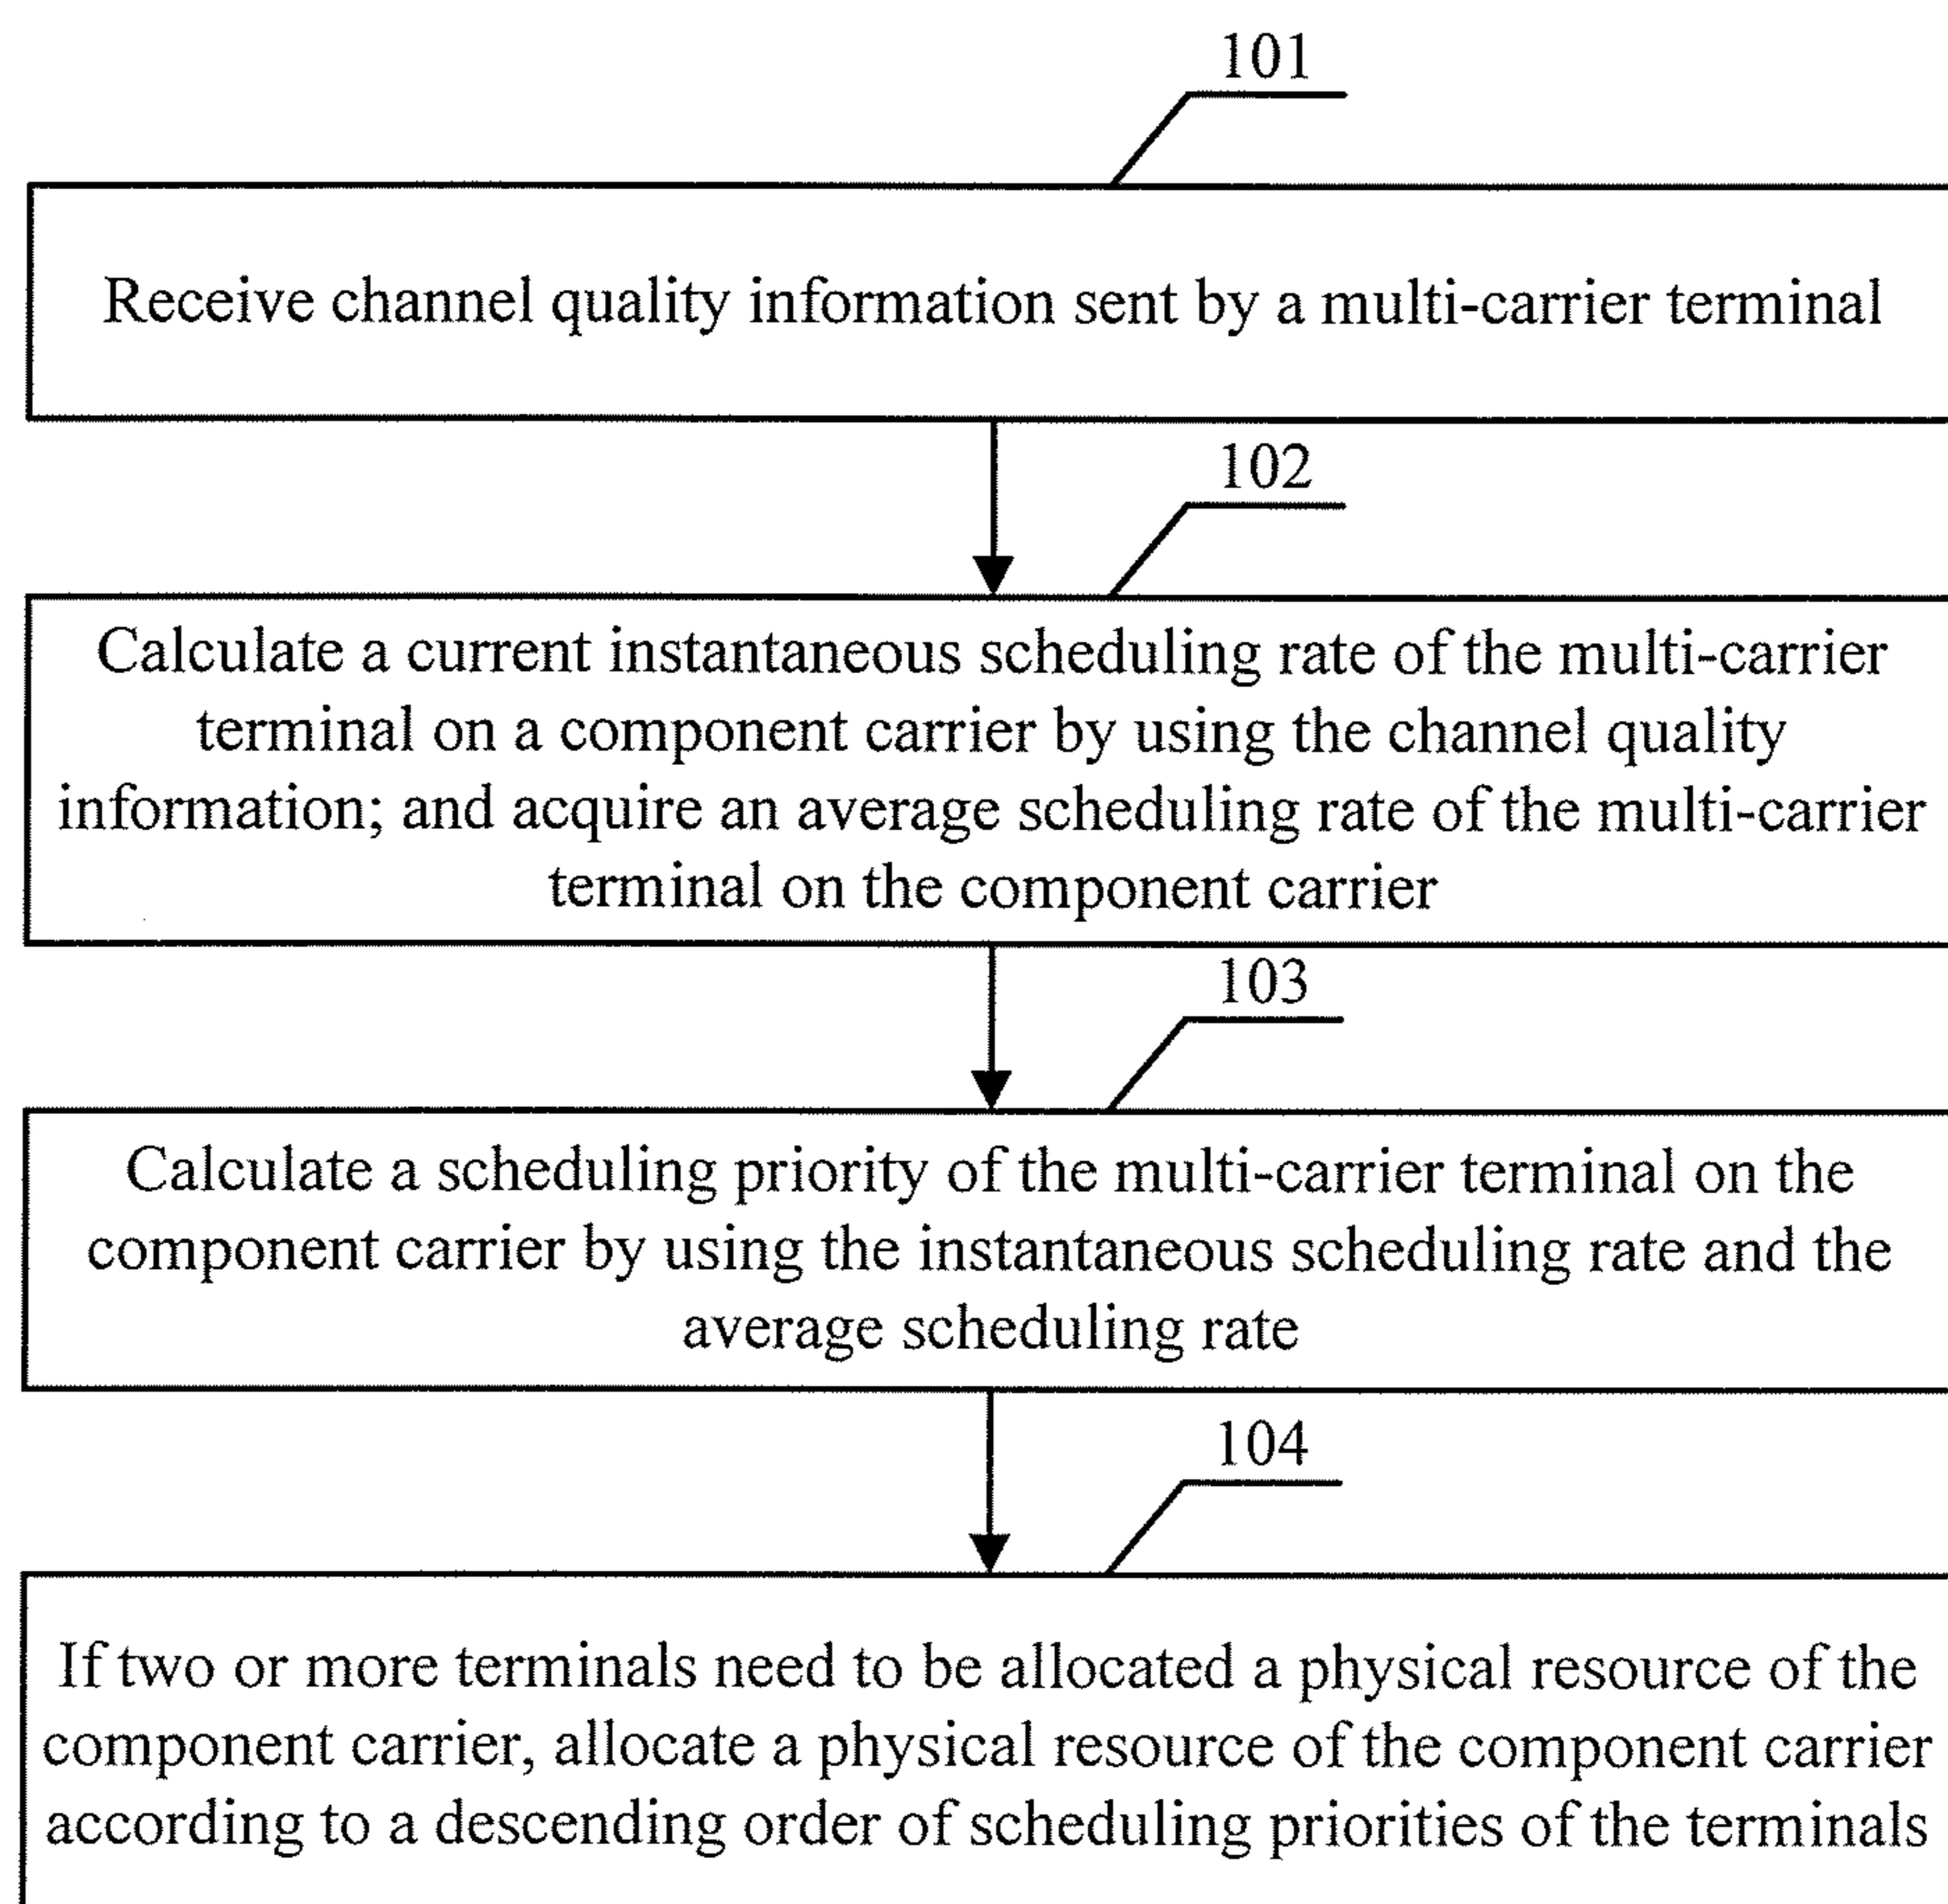 101
Receive channel quality information sent by a multi-carrier terminal
102
Calculate a current instantaneous scheduling rate of the multi-carrier
terminal on a component carrier by using the channel quality
information; and acquire an average scheduling rate of the multi-carrier
terminal on the component carrier
103
Calculate a scheduling priority of the multi-carrier terminal on the
component carrier by using the instantaneous scheduling rate and the
average scheduling rate
104
If two or more terminals need to be allocated a physical resource of the
component carrier, allocate a physical resource of the component carrier
according to a descending order of scheduling priorities of the terminals